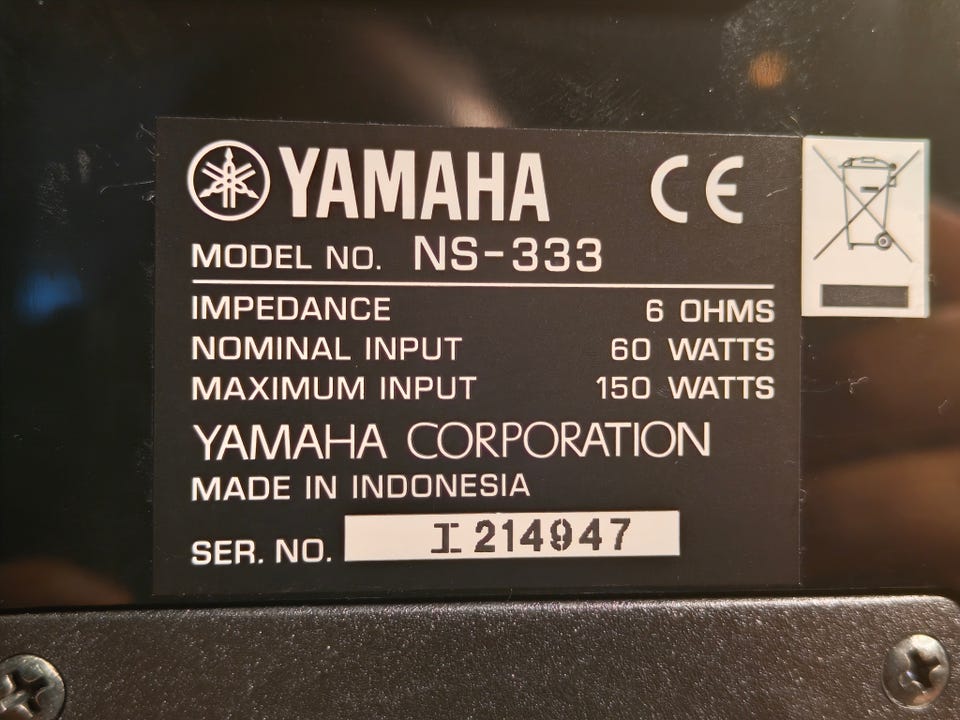 YAMAHA CE
MODEL NO. NS-333
IMPEDANCE 6 OHMS
NOMINAL INPUT 60 WATTS
MAXIMUM INPUT 150 WATTS
YAMAHA CORPORATION
MADE IN INDONESIA
SER. NO. I 214947